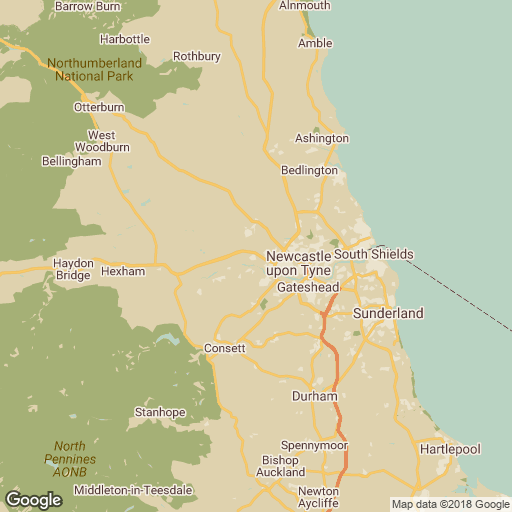 Barrow Burn
Alnmouth
Harbottle
Amble
Rothbury
Northumberland
National Park
Otterburn
West
Woodburn
Ashington
Bellingham
Bedlington
Haydon
Bridge
Hexham
Newcastle
upon Tyne
South Shields
Gateshead
Sunderland
Consett
Durham
Stanhope
North
Pennines
AONB
Spennymoor
Hartlepool
Bishop
Auckland
Middleton-in-Teesdale
Newton
Aycliffe
Google
Map data ©2018 Google